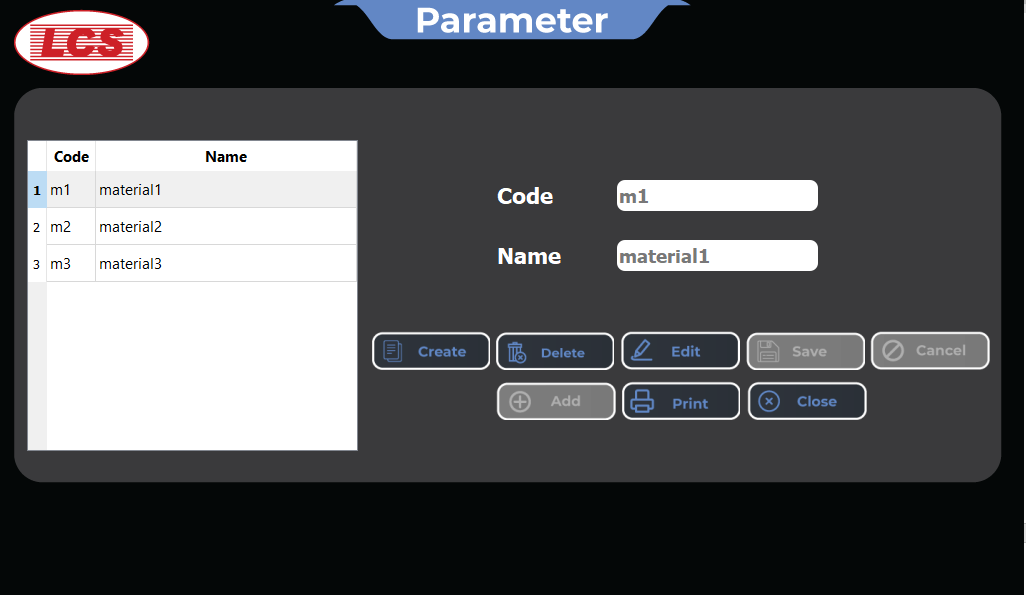 Parameter
LCS
Code Name
1 m1 material1
2 m2 material2
3 m3 material3
Code m1
Name material1
Create Delete Edit Save Cancel
Add Print Close